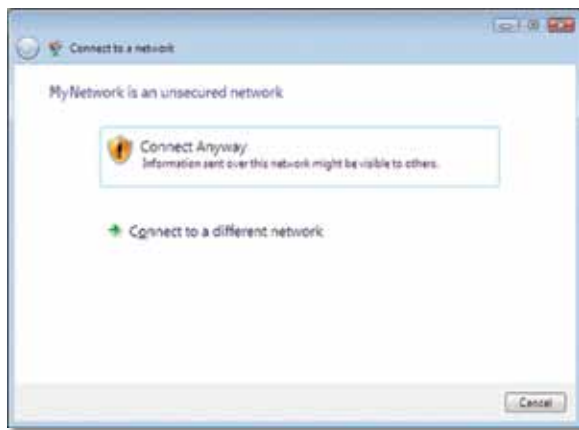 Connect to a network
MyNetwork is an unsecured network
Connect Anyway
Information sent over this network might be visible to others.
Connect to a different network
Cancel